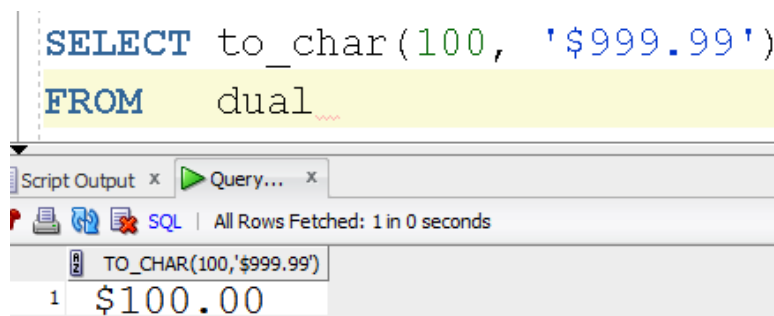 SELECT to_char(100, '$999.99')
FROM   dual
Script Output x Query... x
SQL | All Rows Fetched: 1 in 0 seconds
TO_CHAR(100,'$999.99')
1 $100.00